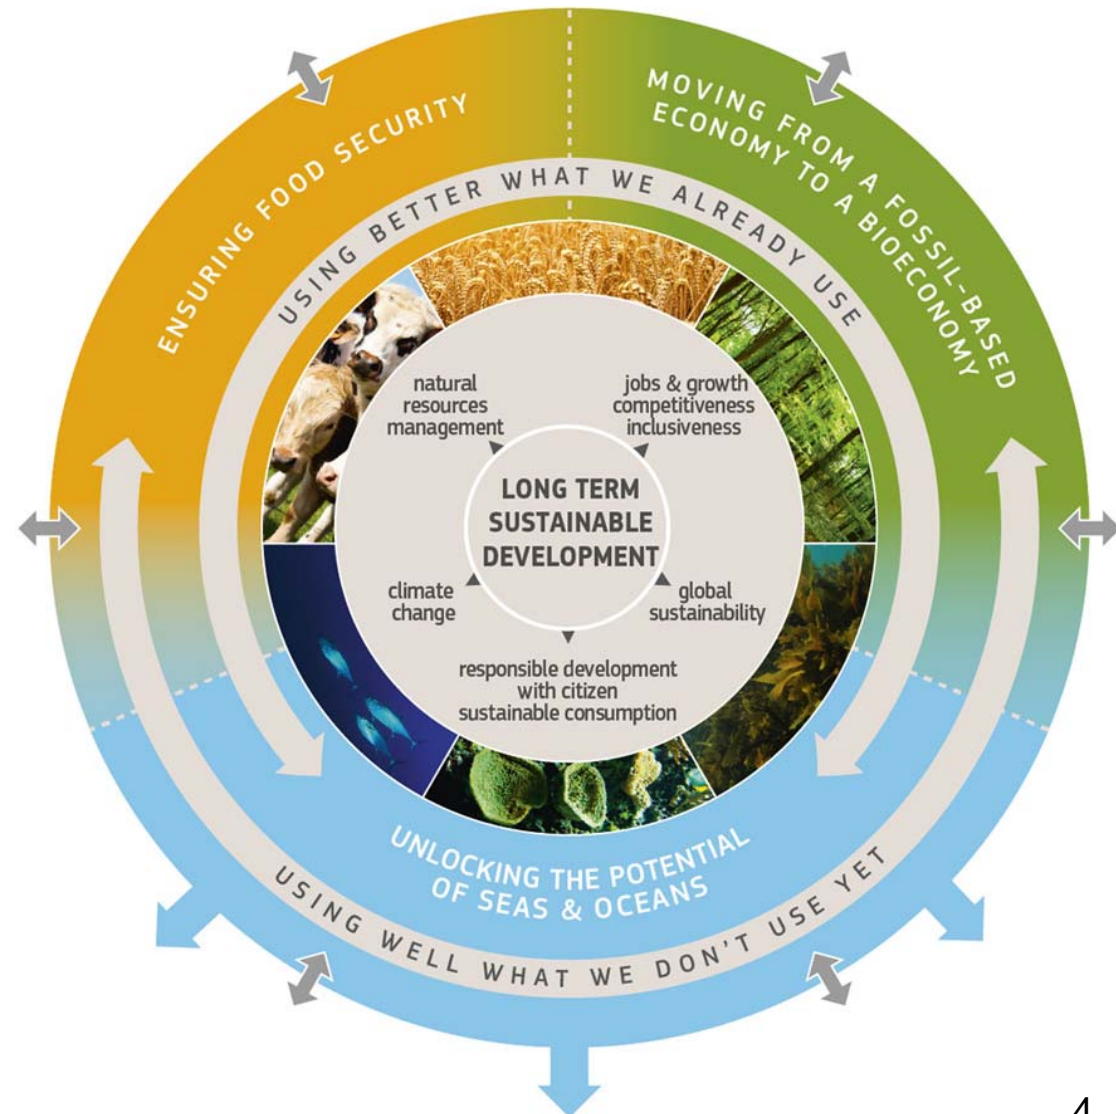 ENSURING FOOD SECURITY
MOVING FROM A FOSSIL-BASED
ECONOMY TO A BIOECONOMY
USING BETTER WHAT WE ALREADY USE
natural
resources
management
jobs & growth
competitiveness
inclusiveness
LONG TERM
SUSTAINABLE
DEVELOPMENT
climate
change
global
sustainability
responsible development
with citizen
sustainable consumption
UNLOCKING THE POTENTIAL
OF SEAS & OCEANS
USING WELL WHAT WE DON'T USE YET
4